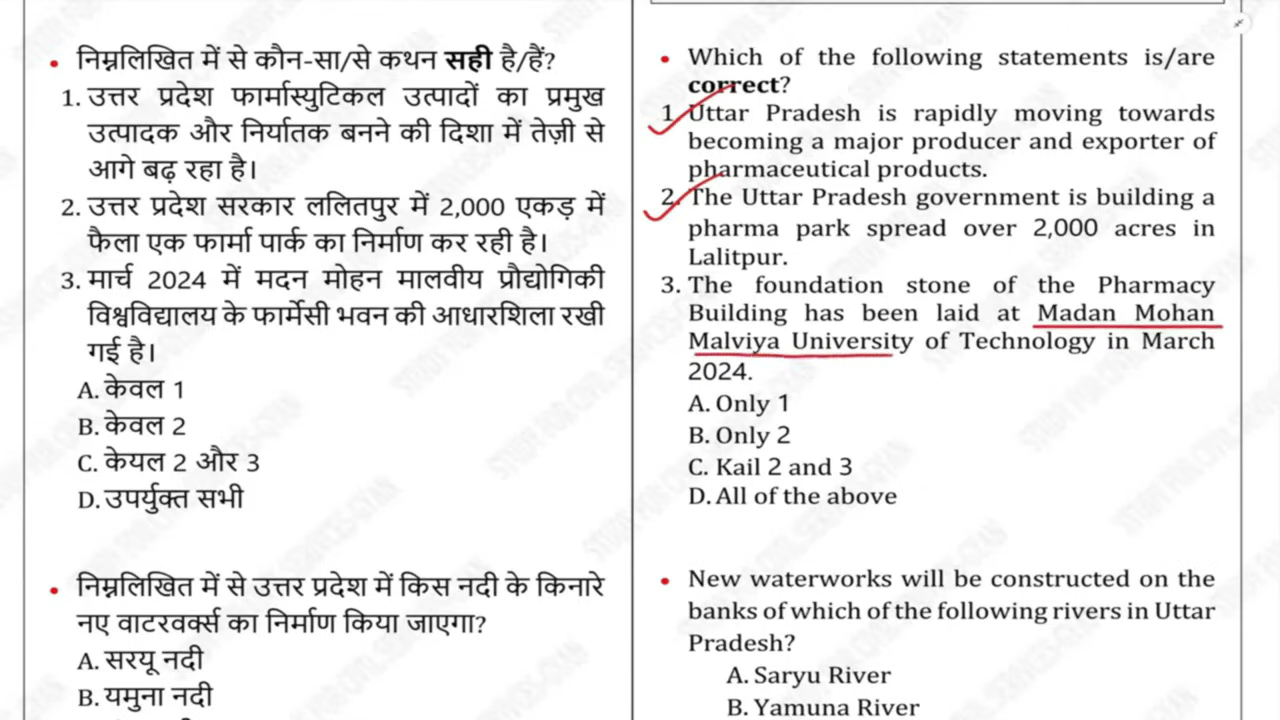 • निम्नलिखित में से कौन-सा/से कथन सही है/हैं?
1. उत्तर प्रदेश फार्मास्युटिकल उत्पादों का प्रमुख
उत्पादक और निर्यातक बनने की दिशा में तेज़ी से
आगे बढ़ रहा है।
2. उत्तर प्रदेश सरकार ललितपुर में 2,000 एकड़ में
फैला एक फार्मा पार्क का निर्माण कर रही है।
3. मार्च 2024 में मदन मोहन मालवीय प्रौद्योगिकी
विश्वविद्यालय के फार्मेसी भवन की आधारशिला रखी
गई है।
A. केवल 1
B. केवल 2
C. केयल 2 और 3
D. उपर्युक्त सभी
• निम्नलिखित में से उत्तर प्रदेश में किस नदी के किनारे
नए वाटरवर्क्स का निर्माण किया जाएगा?
A. सरयू नदी
B. यमुना नदी
• Which of the following statements is/are
correct?
1. Uttar Pradesh is rapidly moving towards
becoming a major producer and exporter of
pharmaceutical products.
2. The Uttar Pradesh government is building a
pharma park spread over 2,000 acres in
Lalitpur.
3. The foundation stone of the Pharmacy
Building has been laid at Madan Mohan
Malviya University of Technology in March
2024.
A. Only 1
B. Only 2
C. Kail 2 and 3
D. All of the above
• New waterworks will be constructed on the
banks of which of the following rivers in Uttar
Pradesh?
A. Saryu River
B. Yamuna River